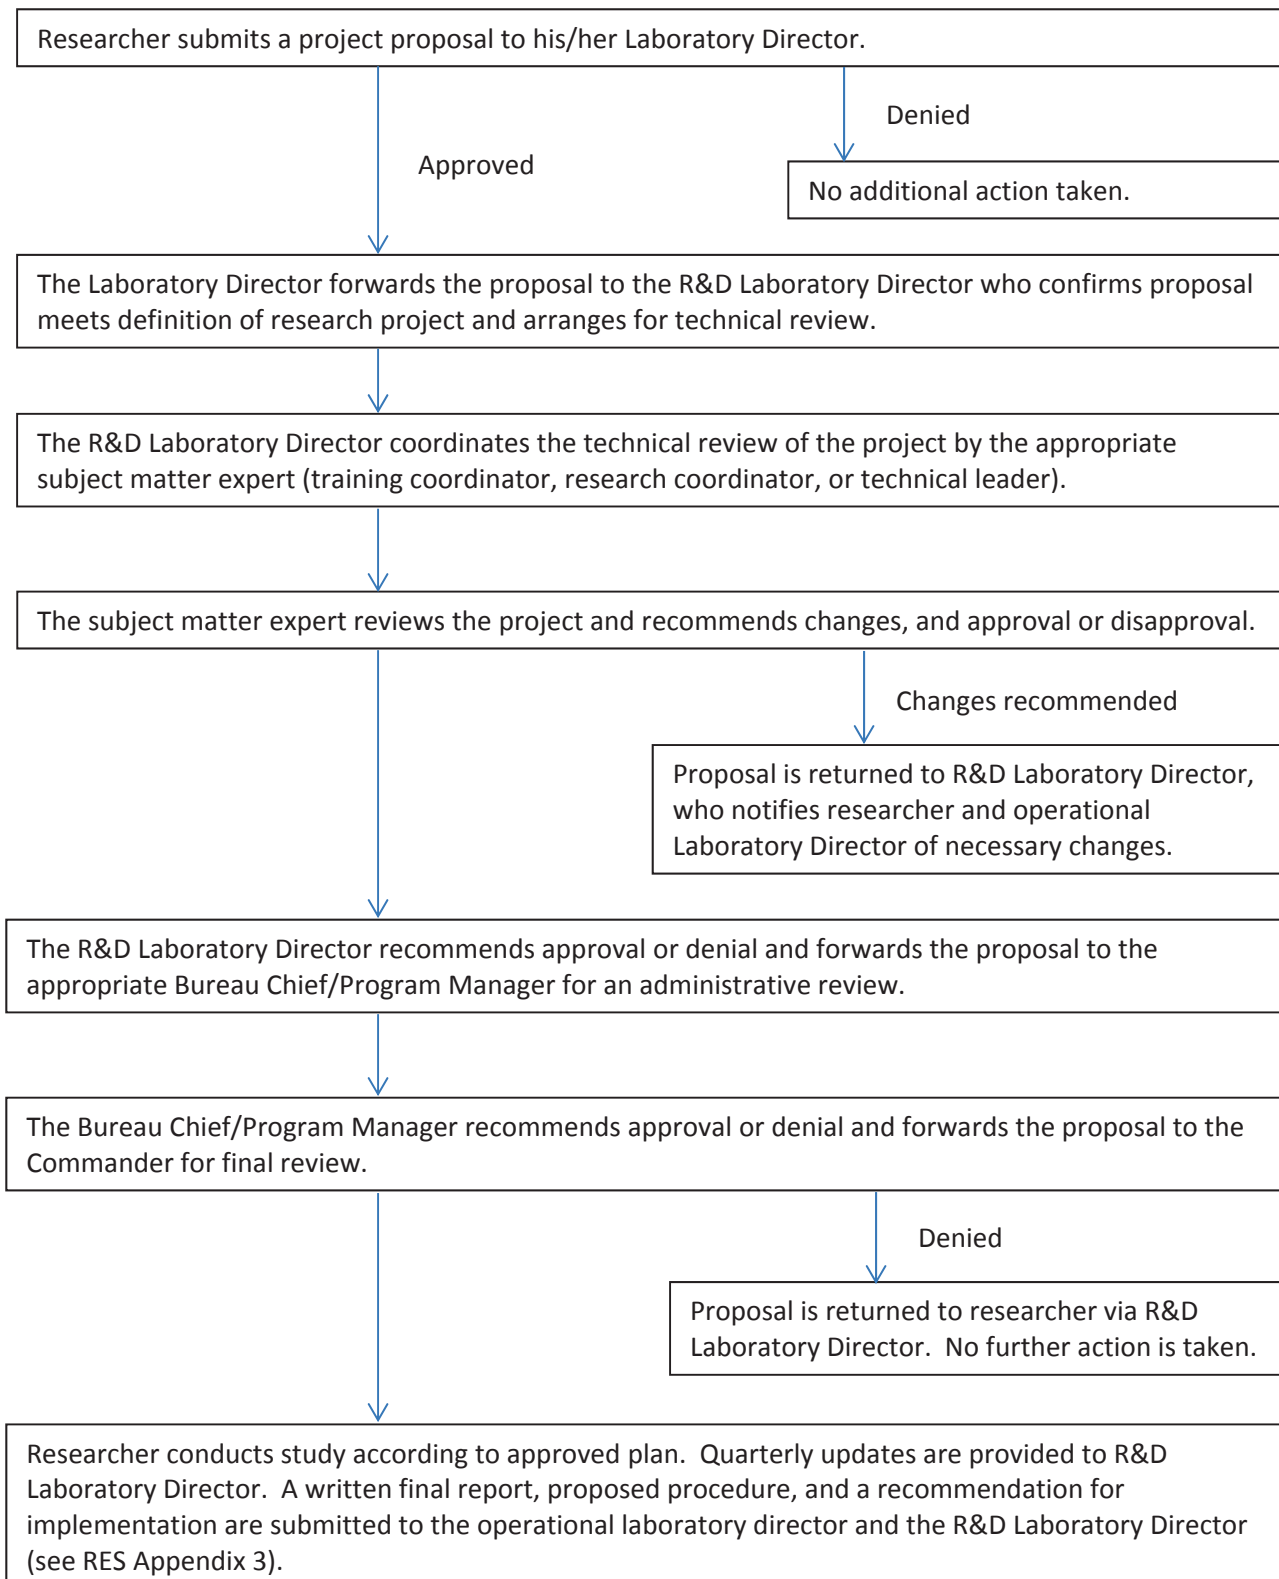 Researcher submits a project proposal to his/her Laboratory Director.
Denied
Approved
No additional action taken.
The Laboratory Director forwards the proposal to the R&D Laboratory Director who confirms proposal
meets definition of research project and arranges for technical review.
The R&D Laboratory Director coordinates the technical review of the project by the appropriate
subject matter expert (training coordinator, research coordinator, or technical leader).
The subject matter expert reviews the project and recommends changes, and approval or disapproval.
Changes recommended
Proposal is returned to R&D Laboratory Director,
who notifies researcher and operational
Laboratory Director of necessary changes.
The R&D Laboratory Director recommends approval or denial and forwards the proposal to the
appropriate Bureau Chief/Program Manager for an administrative review.
The Bureau Chief/Program Manager recommends approval or denial and forwards the proposal to the
Commander for final review.
Denied
Proposal is returned to researcher via R&D
Laboratory Director.  No further action is taken.
Researcher conducts study according to approved plan.  Quarterly updates are provided to R&D
Laboratory Director.  A written final report, proposed procedure, and a recommendation for
implementation are submitted to the operational laboratory director and the R&D Laboratory Director
(see RES Appendix 3).